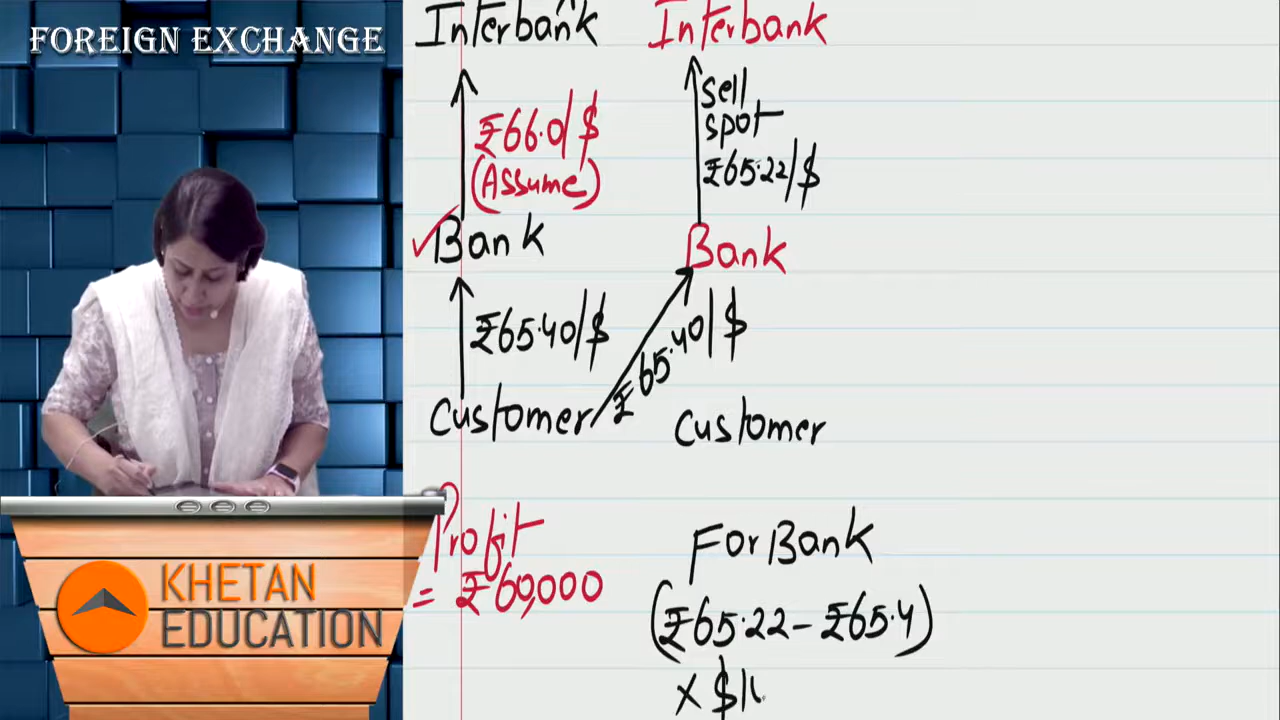 FOREIGN EXCHANGE
Interbank
₹66.0/$
(Assume)
Bank
₹65.40/$
Customer
Profit
= ₹60,000
Interbank
sell
spot
₹65.22/$
Bank
₹65.40/$
Customer
For Bank
(₹65.22 - ₹65.4)
× $1
KHETAN
EDUCATION